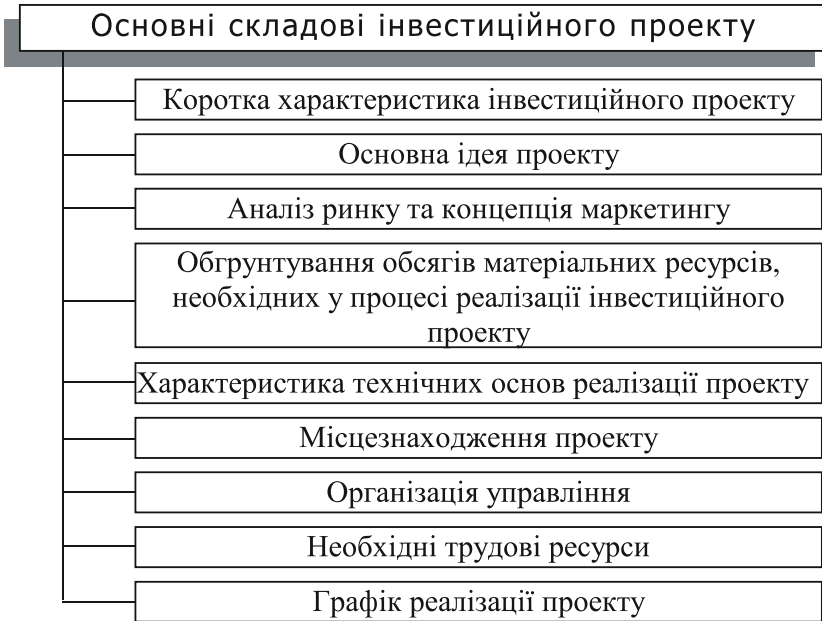 Основні складові інвестиційного проекту
Коротка характеристика інвестиційного проекту
Основна ідея проекту
Аналіз ринку та концепція маркетингу
Обгрунтування обсягів матеріальних ресурсів,
необхідних у процесі реалізації інвестиційного
проекту
Характеристика технічних основ реалізації проекту
Місцезнаходження проекту
Організація управління
Необхідні трудові ресурси
Графік реалізації проекту